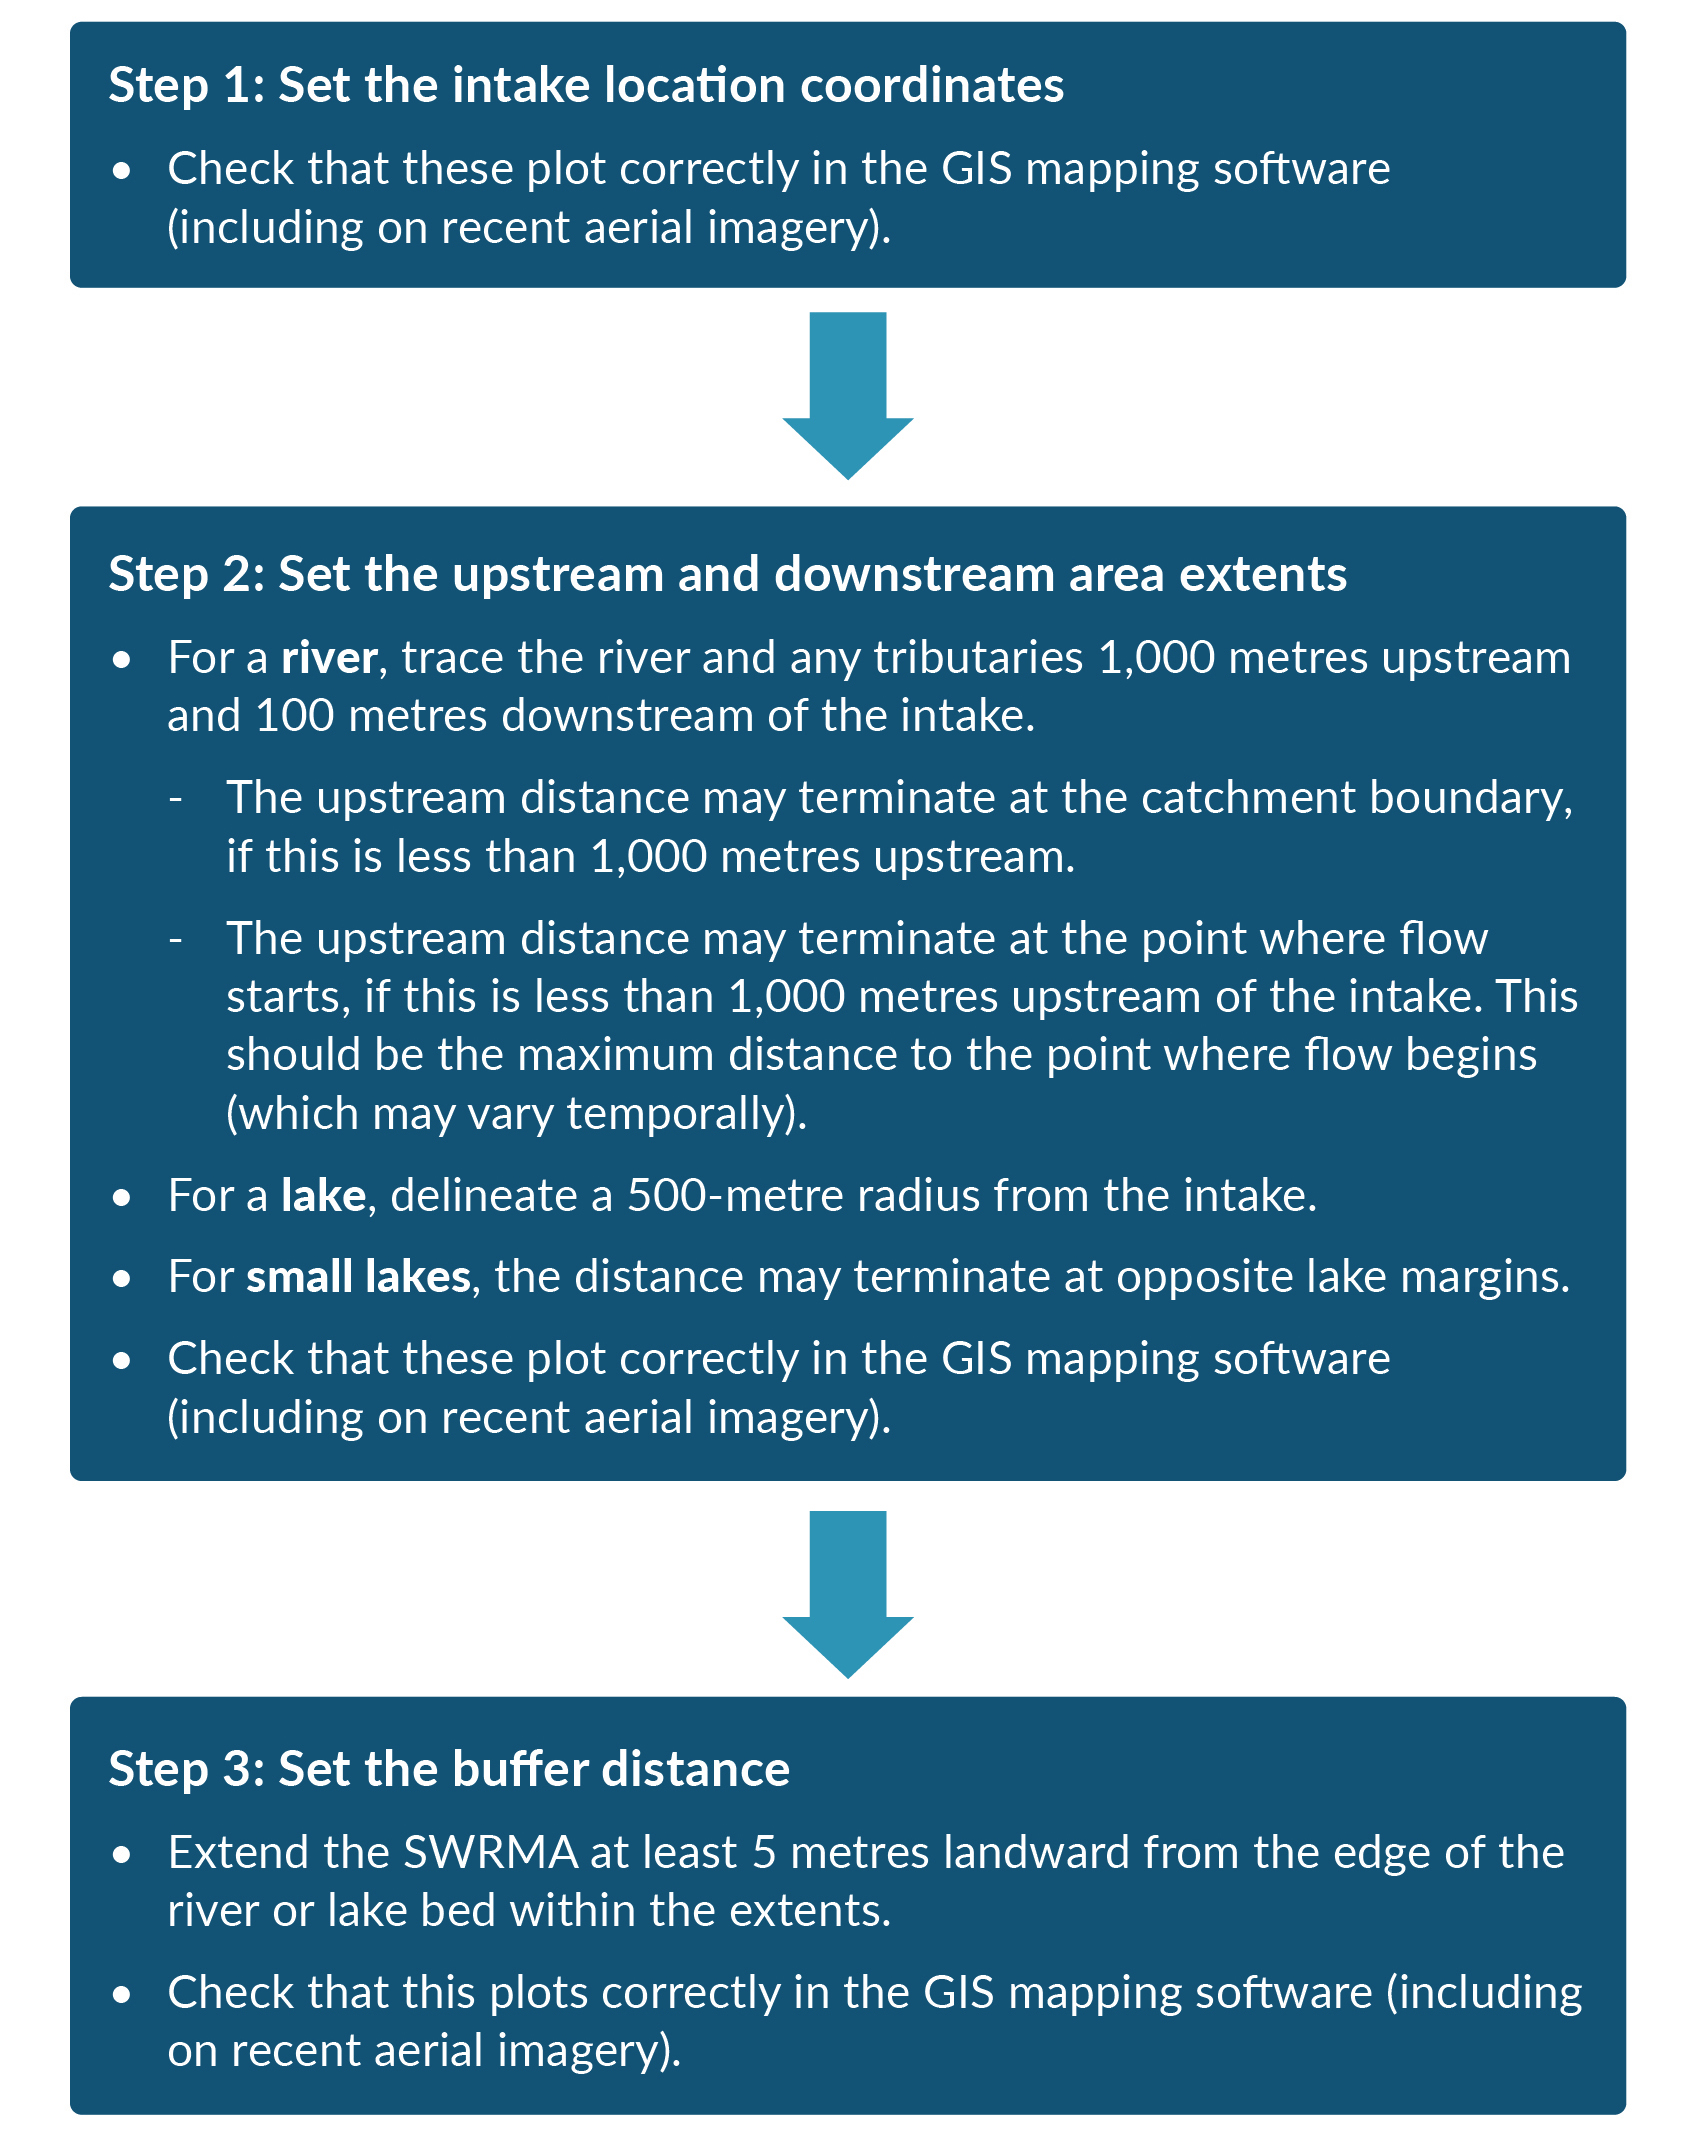 Step 1: Set the intake location coordinates
• Check that these plot correctly in the GIS mapping software
(including on recent aerial imagery).
Step 2: Set the upstream and downstream area extents
• For a river, trace the river and any tributaries 1,000 metres upstream
and 100 metres downstream of the intake.
- The upstream distance may terminate at the catchment boundary,
if this is less than 1,000 metres upstream.
- The upstream distance may terminate at the point where flow
starts, if this is less than 1,000 metres upstream of the intake. This
should be the maximum distance to the point where flow begins
(which may vary temporally).
• For a lake, delineate a 500-metre radius from the intake.
• For small lakes, the distance may terminate at opposite lake margins.
• Check that these plot correctly in the GIS mapping software
(including on recent aerial imagery).
Step 3: Set the buffer distance
• Extend the SWRMA at least 5 metres landward from the edge of the
river or lake bed within the extents.
• Check that this plots correctly in the GIS mapping software (including
on recent aerial imagery).